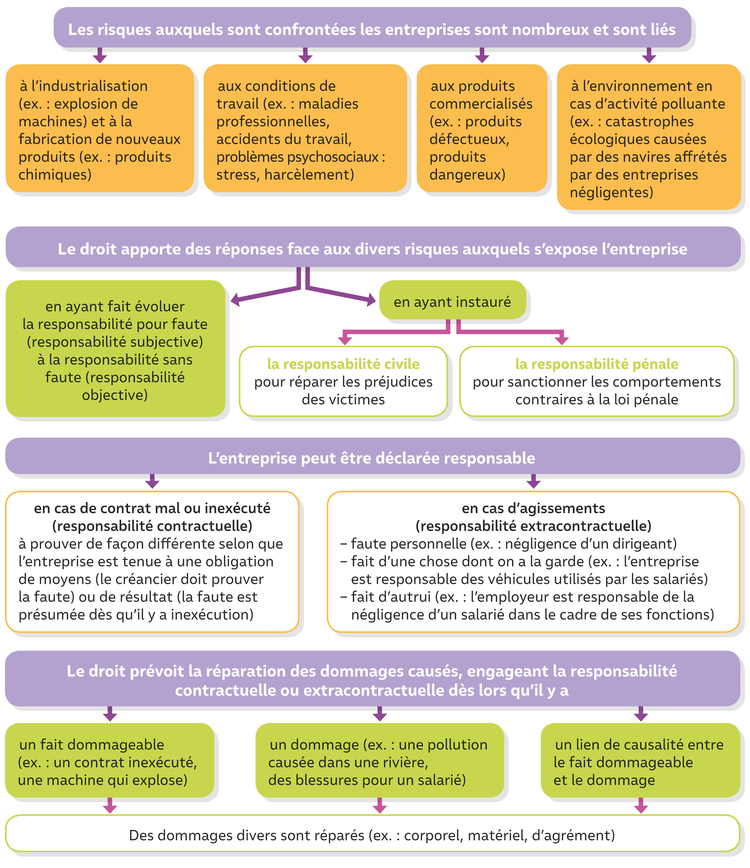 Les risques auxquels sont confrontées les entreprises sont nombreux et sont liés
à l'industrialisation
(ex. : explosion de
machines) et à la
fabrication de nouveaux
produits (ex. : produits
chimiques)
aux conditions de
travail (ex. : maladies
professionnelles,
accidents du travail,
problèmes psychosociaux :
stress, harcèlement)
aux produits
commercialisés
(ex. : produits
défectueux,
produits
dangereux)
à l'environnement en
cas d'activité polluante
(ex. : catastrophes
écologiques causées
par des navires affrétés
par des entreprises
négligentes)
Le droit apporte des réponses face aux divers risques auxquels s'expose l'entreprise
en ayant fait évoluer
la responsabilité pour faute
(responsabilité subjective)
à la responsabilité sans
faute (responsabilité
objective)
en ayant instauré
la responsabilité civile
pour réparer les préjudices
des victimes
la responsabilité pénale
pour sanctionner les comportements
contraires à la loi pénale
L'entreprise peut être déclarée responsable
en cas de contrat mal ou inexécuté
(responsabilité contractuelle)
à prouver de façon différente selon que
l'entreprise est tenue à une obligation
de moyens (le créancier doit prouver
la faute) ou de résultat (la faute est
présumée dès qu'il y a inexécution)
en cas d'agissements
(responsabilité extracontractuelle)
– faute personnelle (ex. : négligence d'un dirigeant)
– fait d'une chose dont on a la garde (ex. : l'entreprise
est responsable des véhicules utilisés par les salariés)
– fait d'autrui (ex. : l'employeur est responsable de la
négligence d'un salarié dans le cadre de ses fonctions)
Le droit prévoit la réparation des dommages causés, engageant la responsabilité
contractuelle ou extracontractuelle dès lors qu'il y a
un fait dommageable
(ex. : un contrat inexécuté,
une machine qui explose)
un dommage (ex. : une pollution
causée dans une rivière,
des blessures pour un salarié)
un lien de causalité entre
le fait dommageable
et le dommage
Des dommages divers sont réparés (ex. : corporel, matériel, d'agrément)